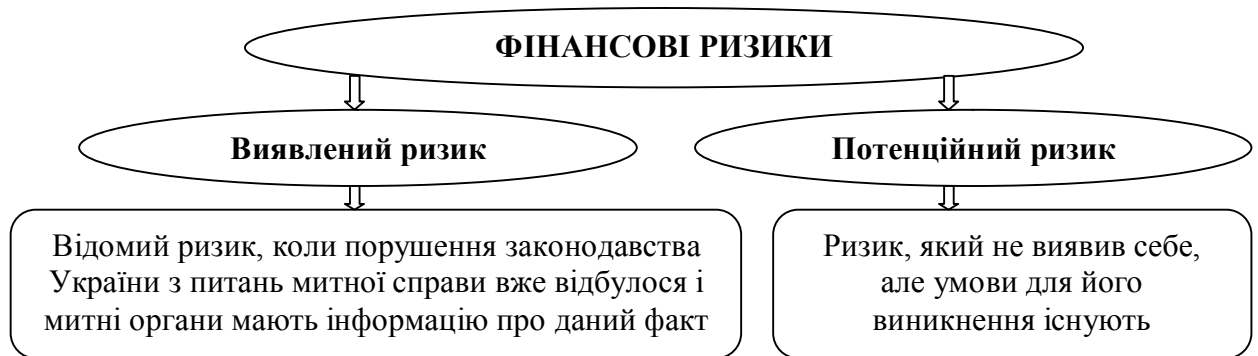 ФІНАНСОВІ РИЗИКИ
Виявлений ризик
Потенційний ризик
Відомий ризик, коли порушення законодавства
України з питань митної справи вже відбулося і
митні органи мають інформацію про даний факт
Ризик, який не виявив себе,
але умови для його
виникнення існують